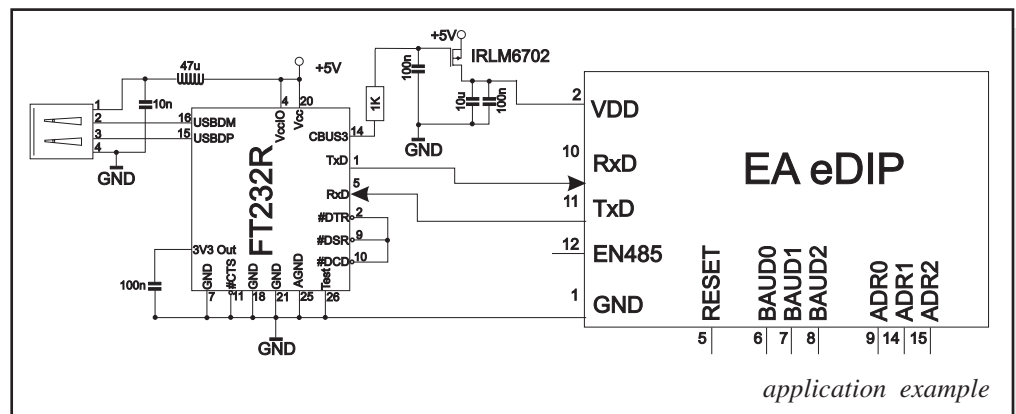 47u
+5V
+5V
IRLM6702
100n
1K
10u
100n
GND
10n
1
2
3
4
GND
16 USBDM
15 USBDP
4
VccIO
20
Vcc
CBUS3 14
TxD 1
RxD 5
#DTR 2
#DSR 9
#DCD 10
FT232R
3V3 Out
100n
GND
7
#CTS
11
GND
18
GND
21
AGND
25
Test
26
GND
2 VDD
10 RxD
11 TxD
12 EN485
1 GND
EA eDIP
RESET
5
BAUD0
6
BAUD1
7
BAUD2
8
ADR0
9
ADR1
14
ADR2
15
application example